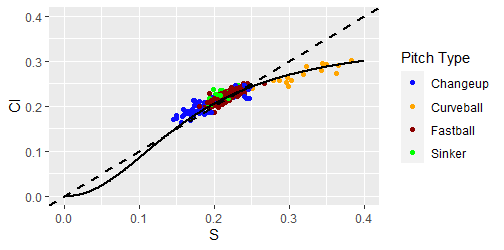 0.4
0.3
0.2
0.1
0.0
Cl
0.0 0.1 0.2 0.3 0.4
S
Pitch Type
Changeup
Curveball
Fastball
Sinker